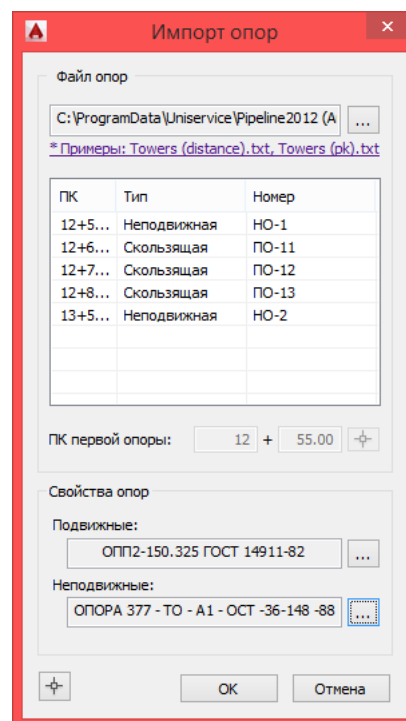 Импорт опор
Файл опор
C:\ProgramData\Uniservice\Pipeline2012 (A ...
* Примеры: Towers (distance).txt, Towers (pk).txt
ПК Тип Номер
12+5... Неподвижная НО-1
12+6... Скользящая ПО-11
12+7... Скользящая ПО-12
12+8... Скользящая ПО-13
13+5... Неподвижная НО-2
ПК первой опоры: 12 + 55.00
Свойства опор
Подвижные:
ОПП2-150.325 ГОСТ 14911-82 ...
Неподвижные:
ОПОРА 377 - ТО - А1 - ОСТ -36-148 -88 ...
ОК Отмена